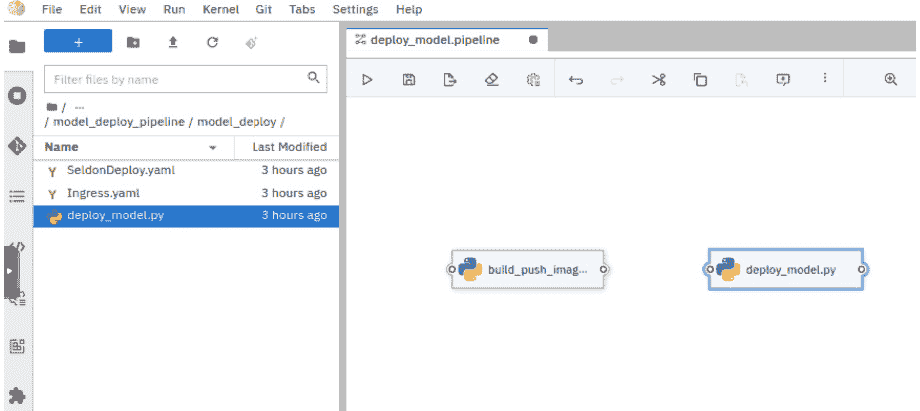 File Edit View Run Kernel Git Tabs Settings Help
+
deploy_model.pipeline
Filter files by name
/ ...
/ model_deploy_pipeline / model_deploy /
Name Last Modified
SeldonDeploy.yaml 3 hours ago
Ingress.yaml 3 hours ago
deploy_model.py 3 hours ago
build_push_imag...
deploy_model.py